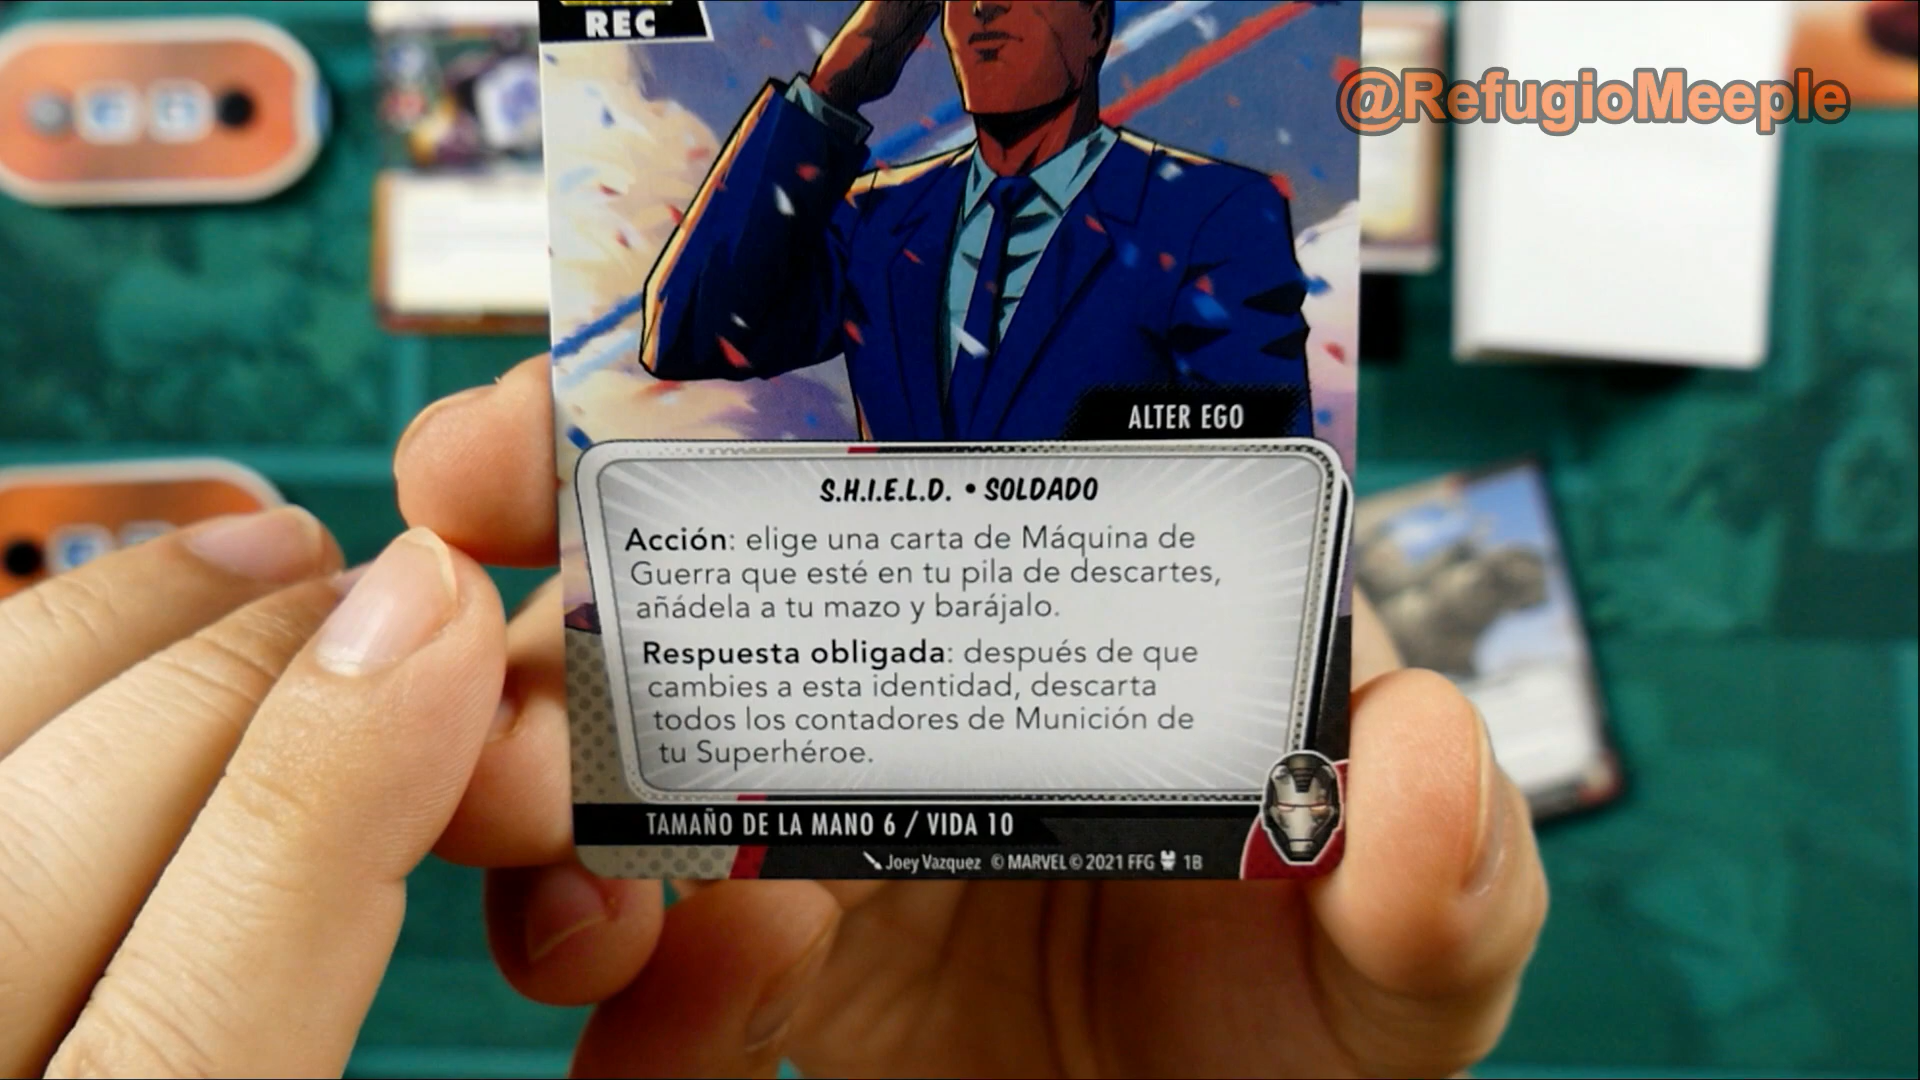 REC
@RefugioMeeple
ALTER EGO
S.H.I.E.L.D. • SOLDADO
Acción: elige una carta de Máquina de
Guerra que esté en tu pila de descartes,
añádela a tu mazo y barájalo.
Respuesta obligada: después de que
cambies a esta identidad, descarta
todos los contadores de Munición de
tu Superhéroe.
TAMAÑO DE LA MANO 6 / VIDA 10
Joey Vazquez © MARVEL © 2021 FFG 1B